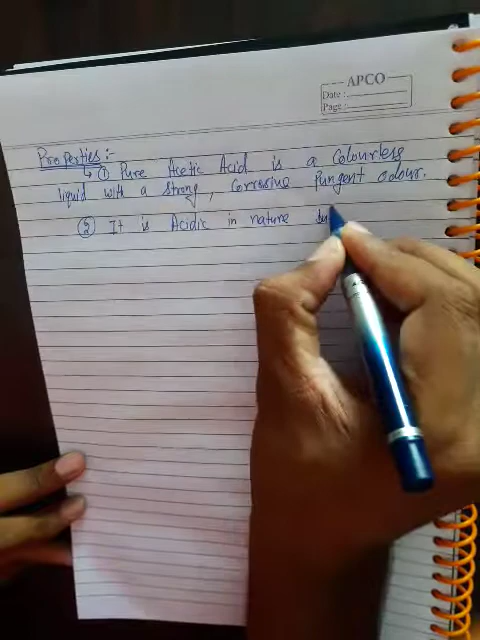 APCO
Date :
Page :
Properties :-
↳ ① Pure Acetic Acid is a Colourless
liquid with a strong, Corrosive Pungent odour.
② It is Acidic in nature